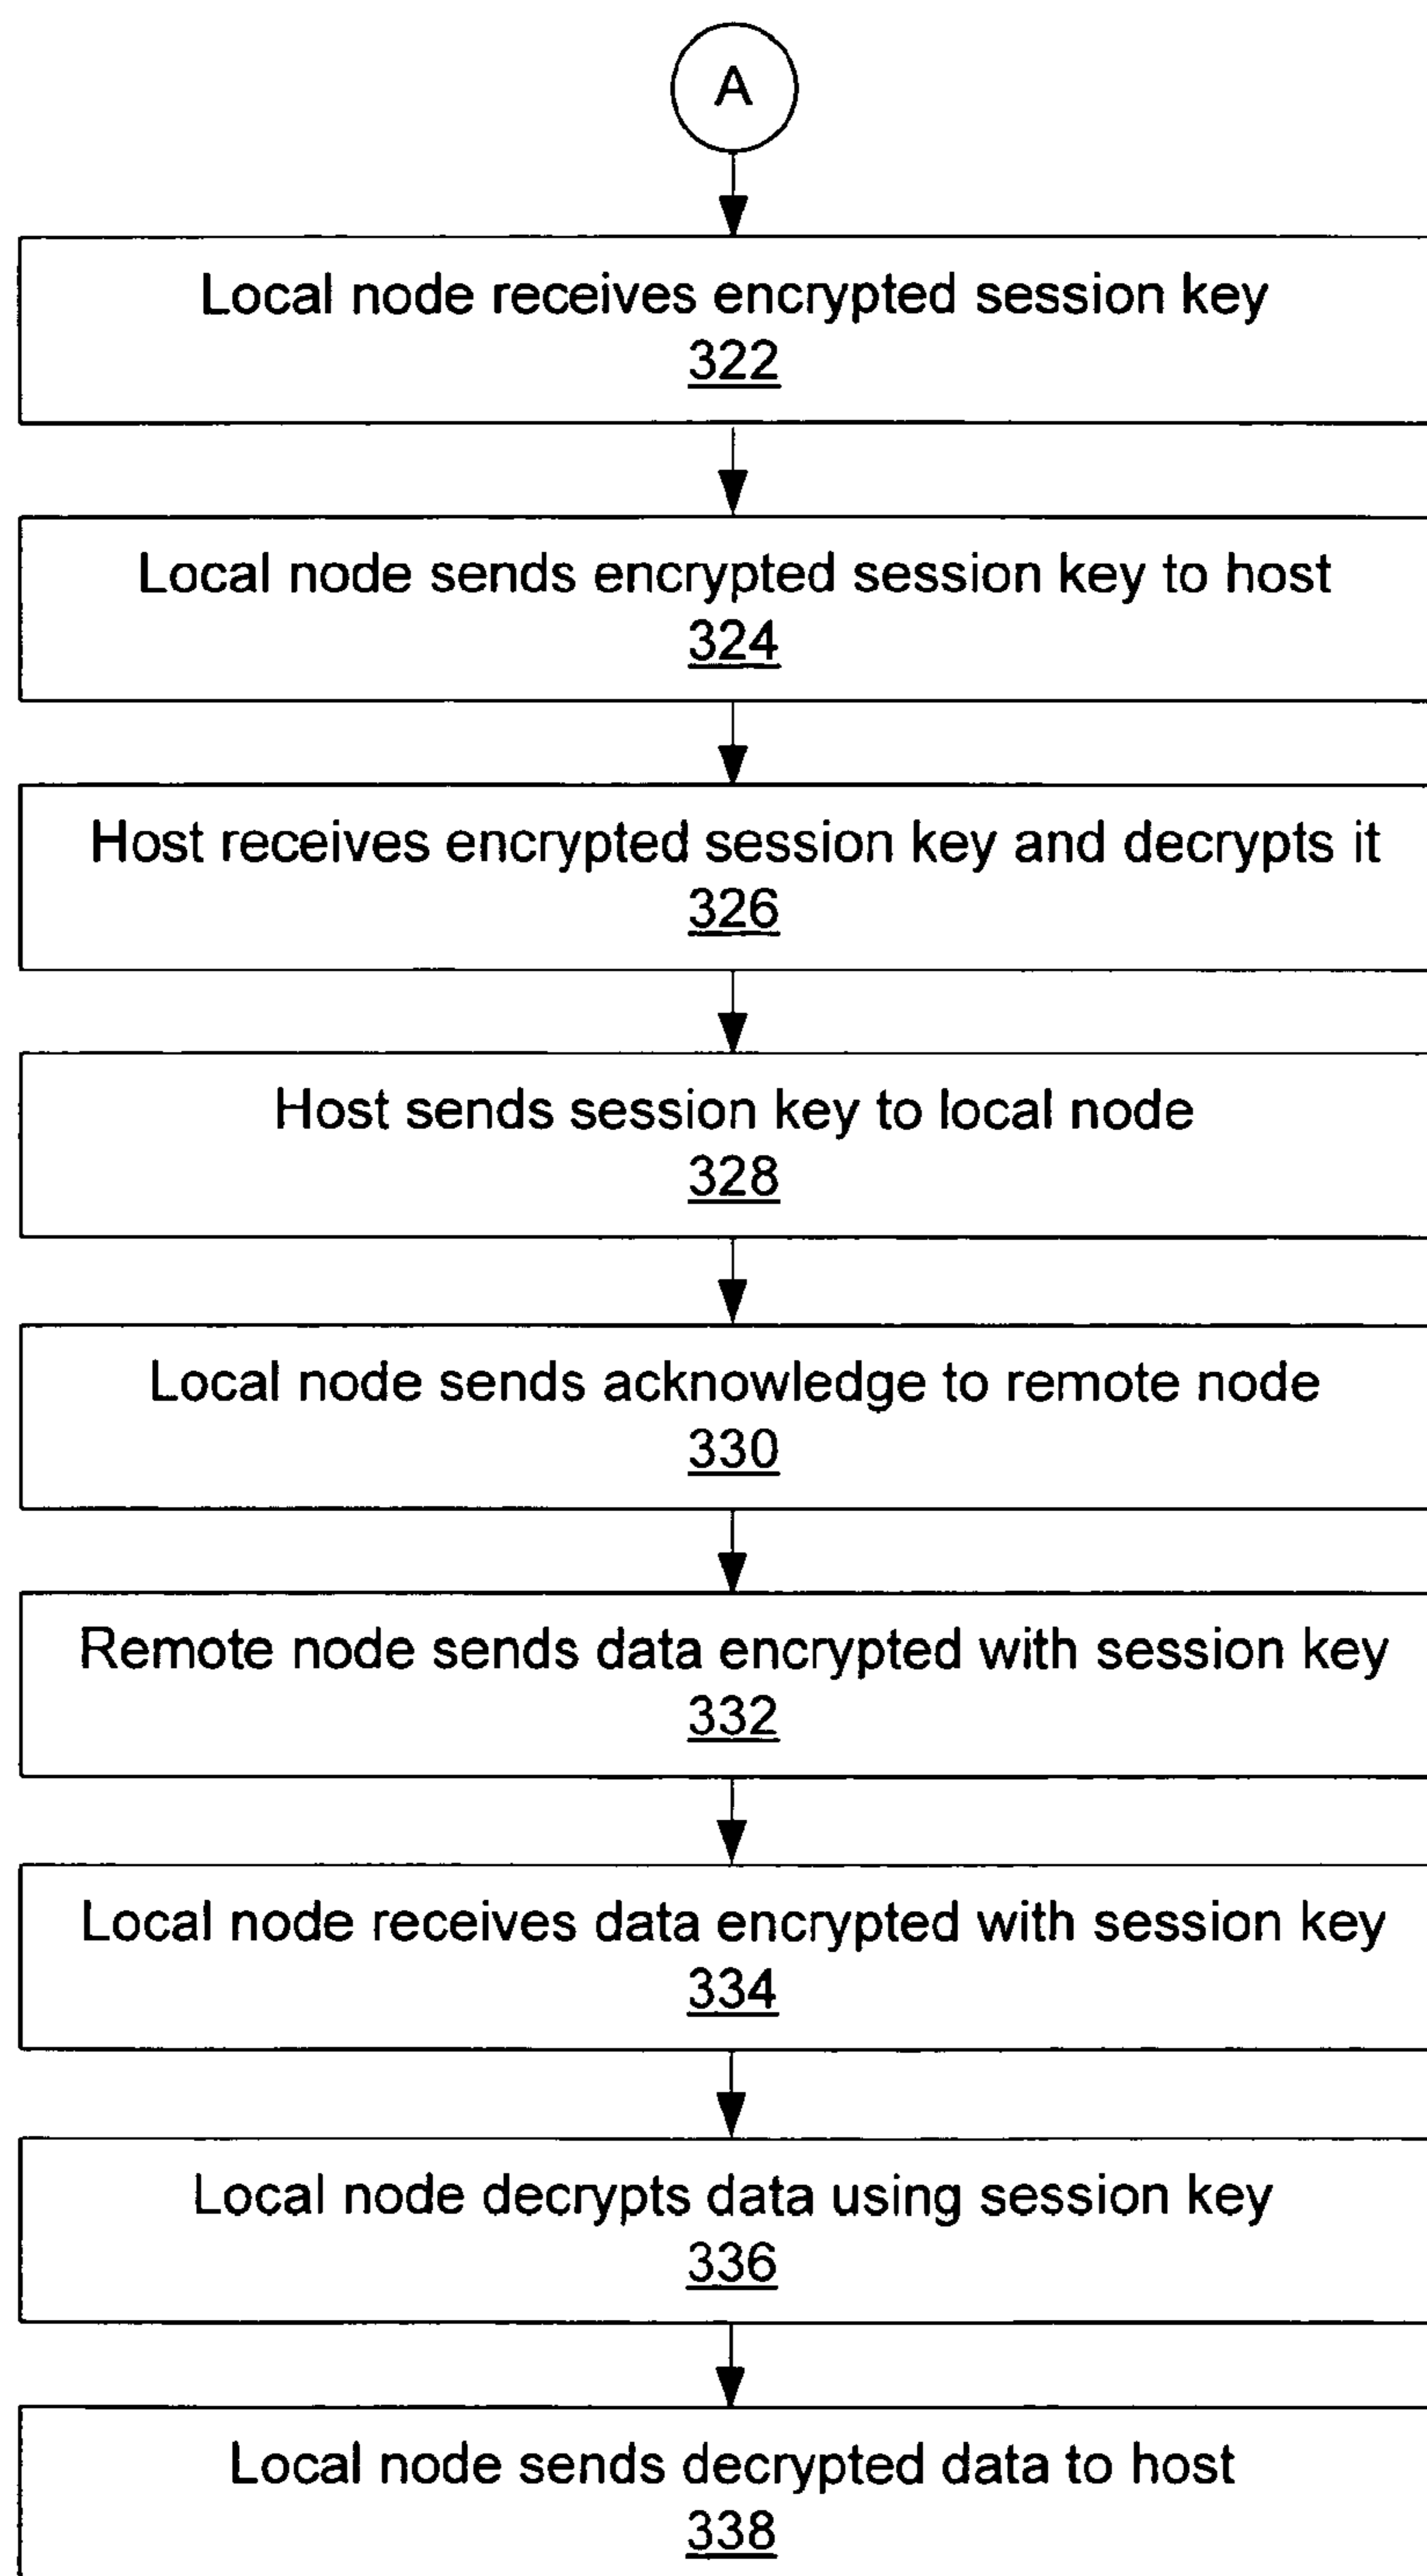 A
Local node receives encrypted session key
322
Local node sends encrypted session key to host
324
Host receives encrypted session key and decrypts it
326
Host sends session key to local node
328
Local node sends acknowledge to remote node
330
Remote node sends data encrypted with session key
332
Local node receives data encrypted with session key
334
Local node decrypts data using session key
336
Local node sends decrypted data to host
338